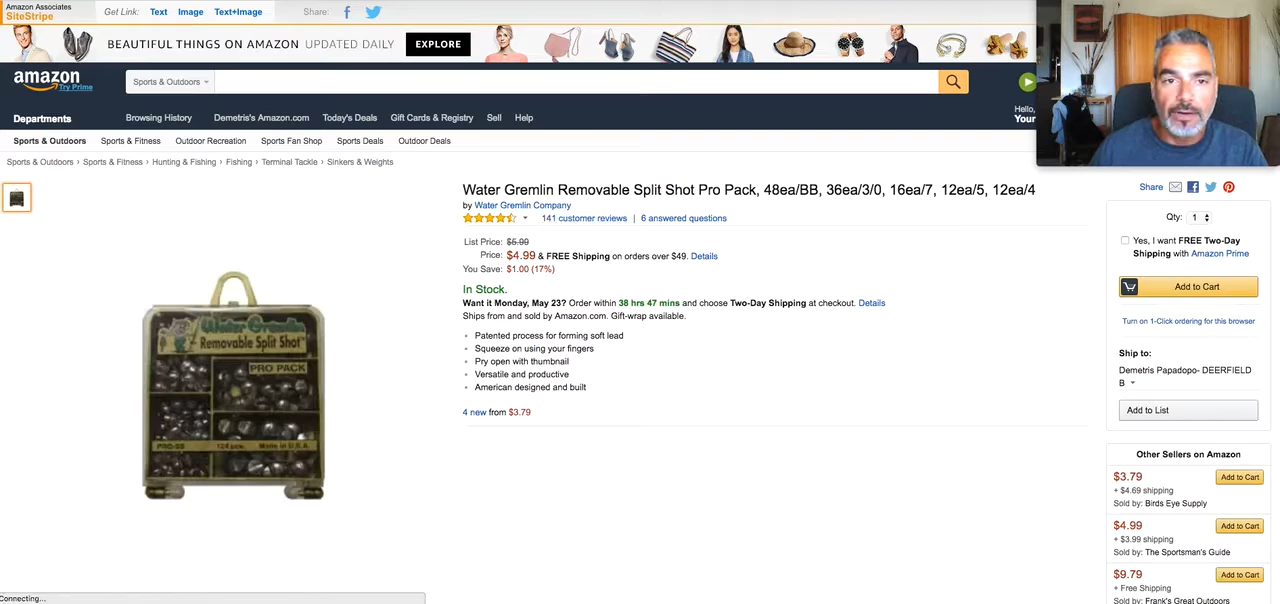 Amazon Associates
SiteStripe
Get Link: Text Image Text+Image Share:
BEAUTIFUL THINGS ON AMAZON UPDATED DAILY EXPLORE
amazon
Try Prime
Sports & Outdoors
Hello,
Departments Browsing History Demetris's Amazon.com Today's Deals Gift Cards & Registry Sell Help Your
Sports & Outdoors Sports & Fitness Outdoor Recreation Sports Fan Shop Sports Deals Outdoor Deals
Sports & Outdoors › Sports & Fitness › Hunting & Fishing › Fishing › Terminal Tackle › Sinkers & Weights
Water Gremlin Removable Split Shot Pro Pack, 48ea/BB, 36ea/3/0, 16ea/7, 12ea/5, 12ea/4
by Water Gremlin Company
141 customer reviews | 6 answered questions
List Price: $5.99
Price: $4.99 & FREE Shipping on orders over $49. Details
You Save: $1.00 (17%)
In Stock.
Want it Monday, May 23? Order within 38 hrs 47 mins and choose Two-Day Shipping at checkout. Details
Ships from and sold by Amazon.com. Gift-wrap available.
Patented process for forming soft lead
Squeeze on using your fingers
Pry open with thumbnail
Versatile and productive
American designed and built
4 new from $3.79
Water Gremlin
Removable Split Shot
PRO PACK
Made in U.S.A.
Share
Qty: 1
Yes, I want FREE Two-Day
Shipping with Amazon Prime
Add to Cart
Turn on 1-Click ordering for this browser
Ship to:
Demetris Papadopo- DEERFIELD
B
Add to List
Other Sellers on Amazon
$3.79 Add to Cart
+ $4.69 shipping
Sold by: Birds Eye Supply
$4.99 Add to Cart
+ $3.99 shipping
Sold by: The Sportsman's Guide
$9.79 Add to Cart
+ Free Shipping
Sold by: Frank's Great Outdoors
Connecting...